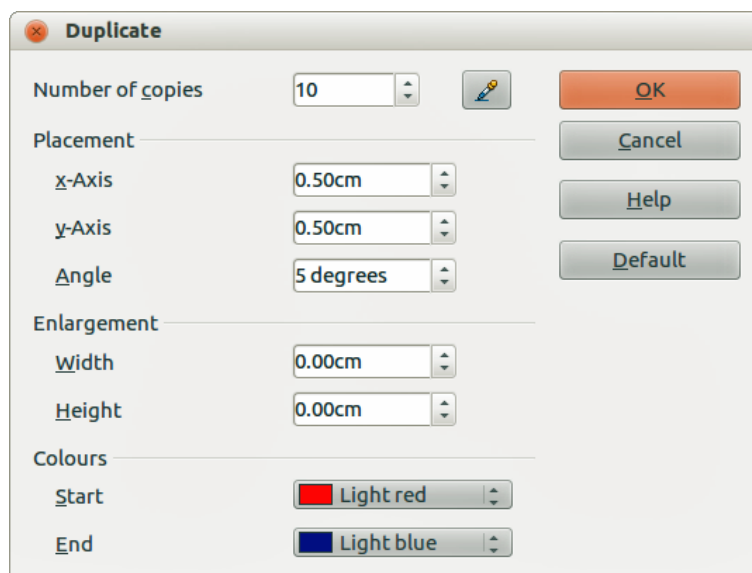 Duplicate
Number of copies 10 OK
Cancel
Placement
x-Axis 0.50cm
Help
y-Axis 0.50cm
Default
Angle 5 degrees
Enlargement
Width 0.00cm
Height 0.00cm
Colours
Start Light red
End Light blue